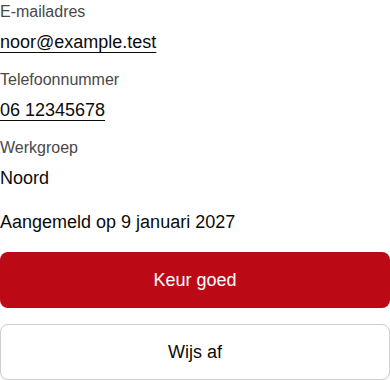 E-mailadres
noor@example.test
Telefoonnummer
06 12345678
Werkgroep
Noord
Aangemeld op 9 januari 2027
Keur goed
Wijs af